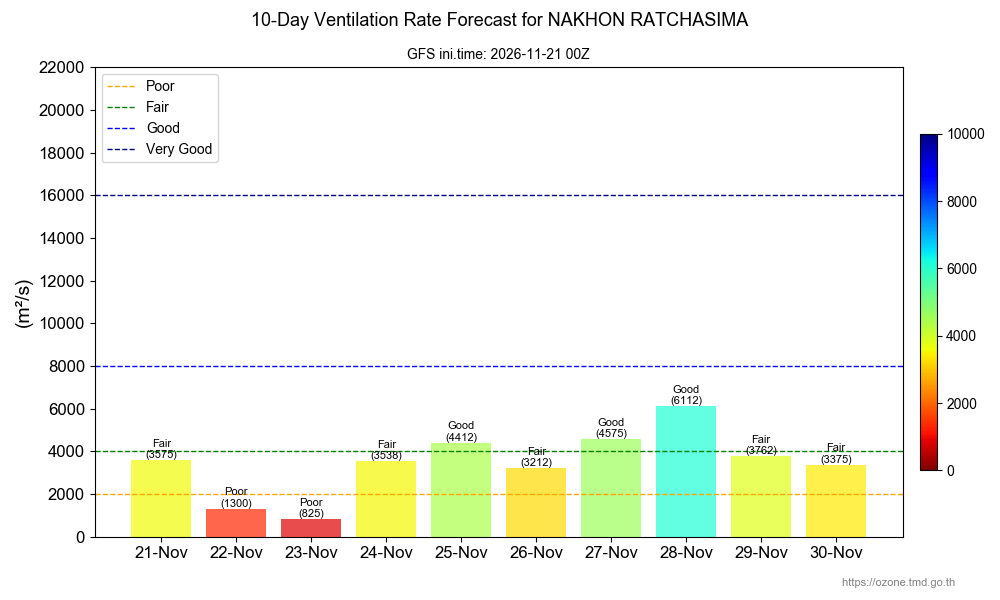 10-Day Ventilation Rate Forecast for NAKHON RATCHASIMA
GFS ini.time: 2026-11-21 00Z
22000
20000
18000
16000
14000
12000
10000
8000
6000
4000
2000
0
(m²/s)
Poor
Fair
Good
Very Good
Fair
(3575)
Poor
(1300)
Poor
(825)
Fair
(3538)
Good
(4412)
Fair
(3212)
Good
(4575)
Good
(6112)
Fair
(3762)
Fair
(3375)
21-Nov 22-Nov 23-Nov 24-Nov 25-Nov 26-Nov 27-Nov 28-Nov 29-Nov 30-Nov
10000
8000
6000
4000
2000
0
https://ozone.tmd.go.th